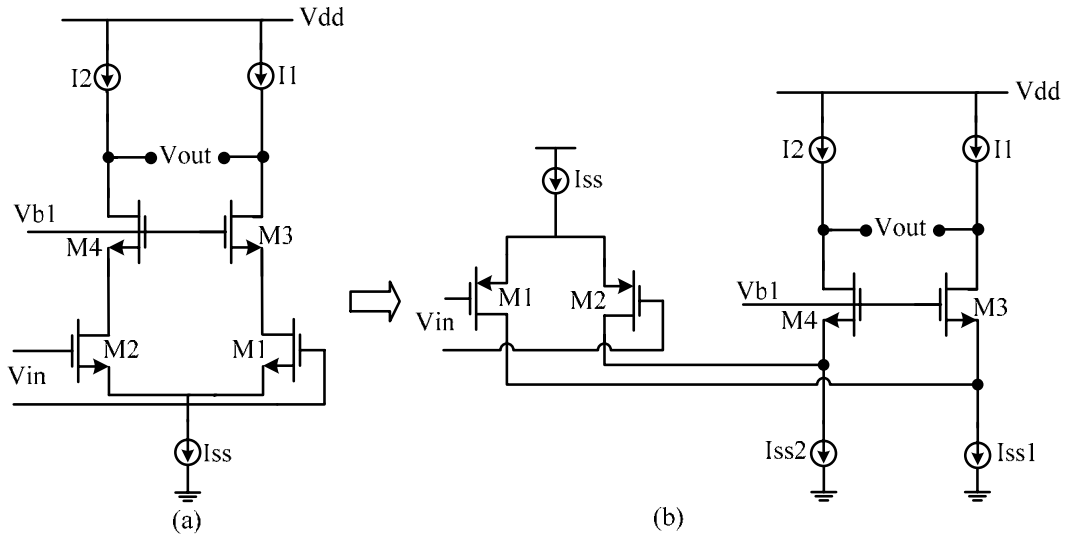 Vdd
I2
I1
Vout
Vb1
M4
M3
M2
M1
Vin
Iss
(a)
Vdd
I2
I1
Iss
Vout
M1
M2
Vb1
M4
M3
Vin
Iss2
Iss1
(b)